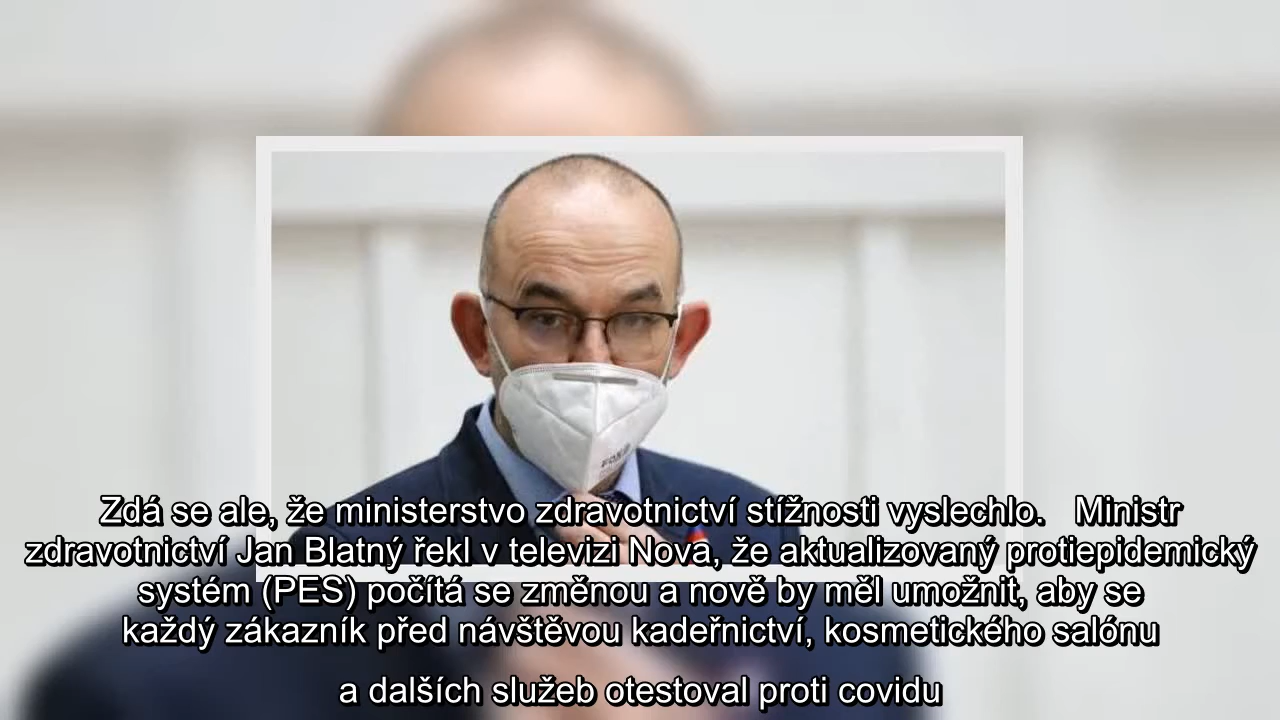 Zdá se ale, že ministerstvo zdravotnictví stížnosti vyslechlo.   Ministr
zdravotnictví Jan Blatný řekl v televizi Nova, že aktualizovaný protiepidemický
systém (PES) počítá se změnou a nově by měl umožnit, aby se
každý zákazník před návštěvou kadeřnictví, kosmetického salónu
a dalších služeb otestoval proti covidu